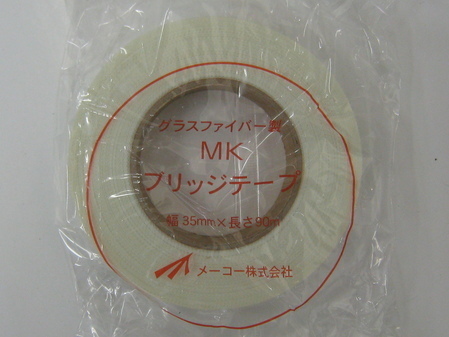 グラスファイバー製
MK
ブリッジテープ
幅35mm×長さ90m
メーコー株式会社